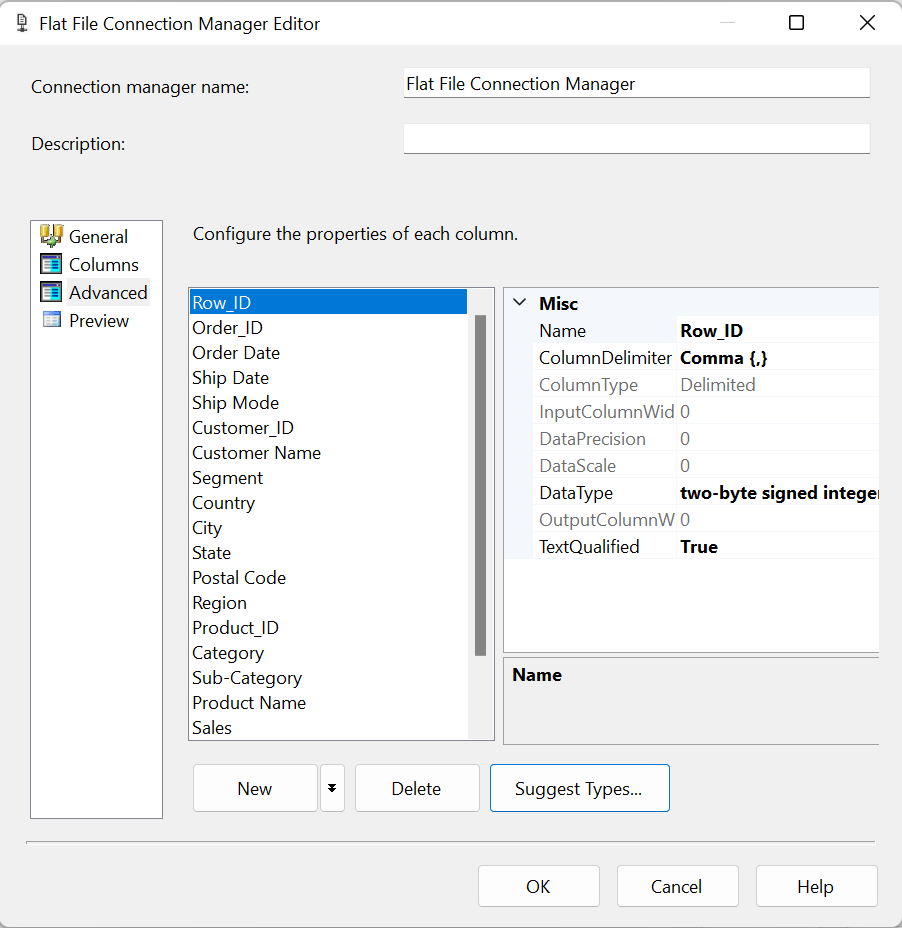 Flat File Connection Manager Editor
Connection manager name:
Flat File Connection Manager
Description:
General
Columns
Advanced
Preview
Configure the properties of each column.
Row_ID
Order_ID
Order Date
Ship Date
Ship Mode
Customer_ID
Customer Name
Segment
Country
City
State
Postal Code
Region
Product_ID
Category
Sub-Category
Product Name
Sales
Misc
Name Row_ID
ColumnDelimiter Comma {,}
ColumnType Delimited
InputColumnWid 0
DataPrecision 0
DataScale 0
DataType two-byte signed integer
OutputColumnW 0
TextQualified True
Name
New
Delete
Suggest Types...
OK
Cancel
Help